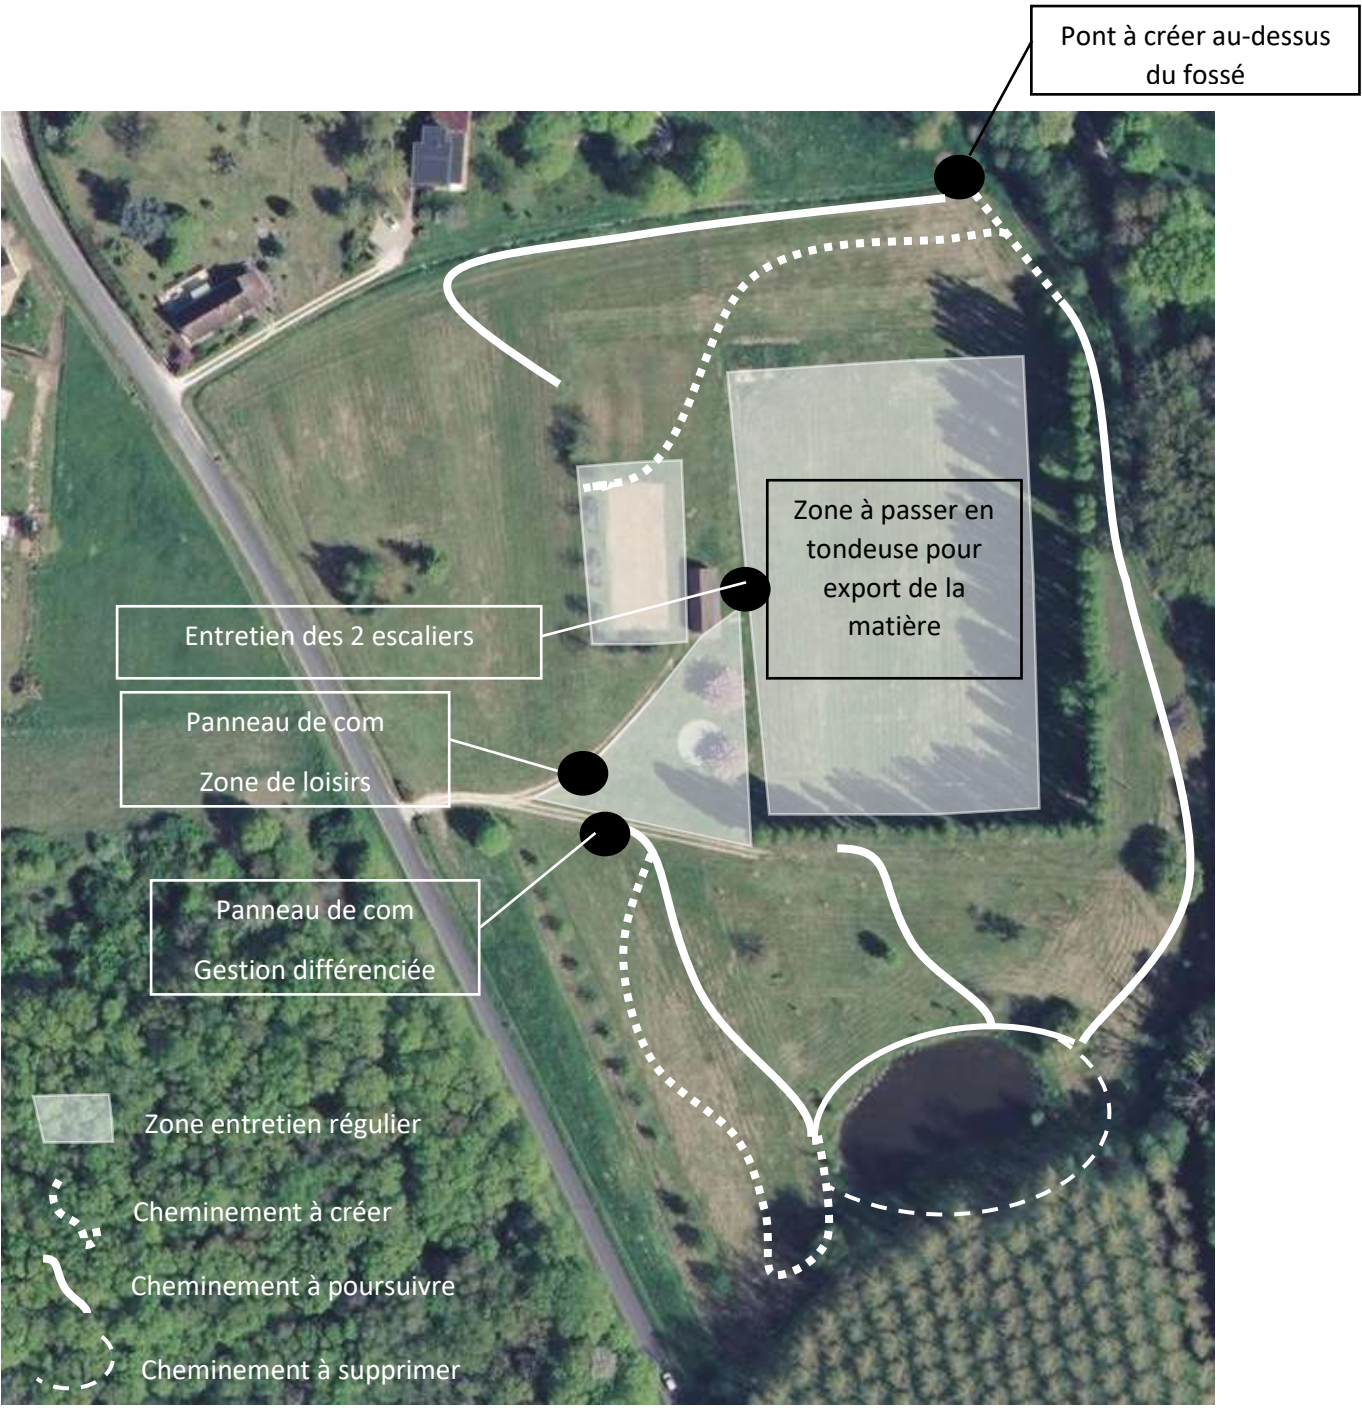 Pont à créer au-dessus
du fossé
Zone à passer en
tondeuse pour
export de la
matière
Entretien des 2 escaliers
Panneau de com
Zone de loisirs
Panneau de com
Gestion différenciée
Zone entretien régulier
Cheminement à créer
Cheminement à poursuivre
Cheminement à supprimer